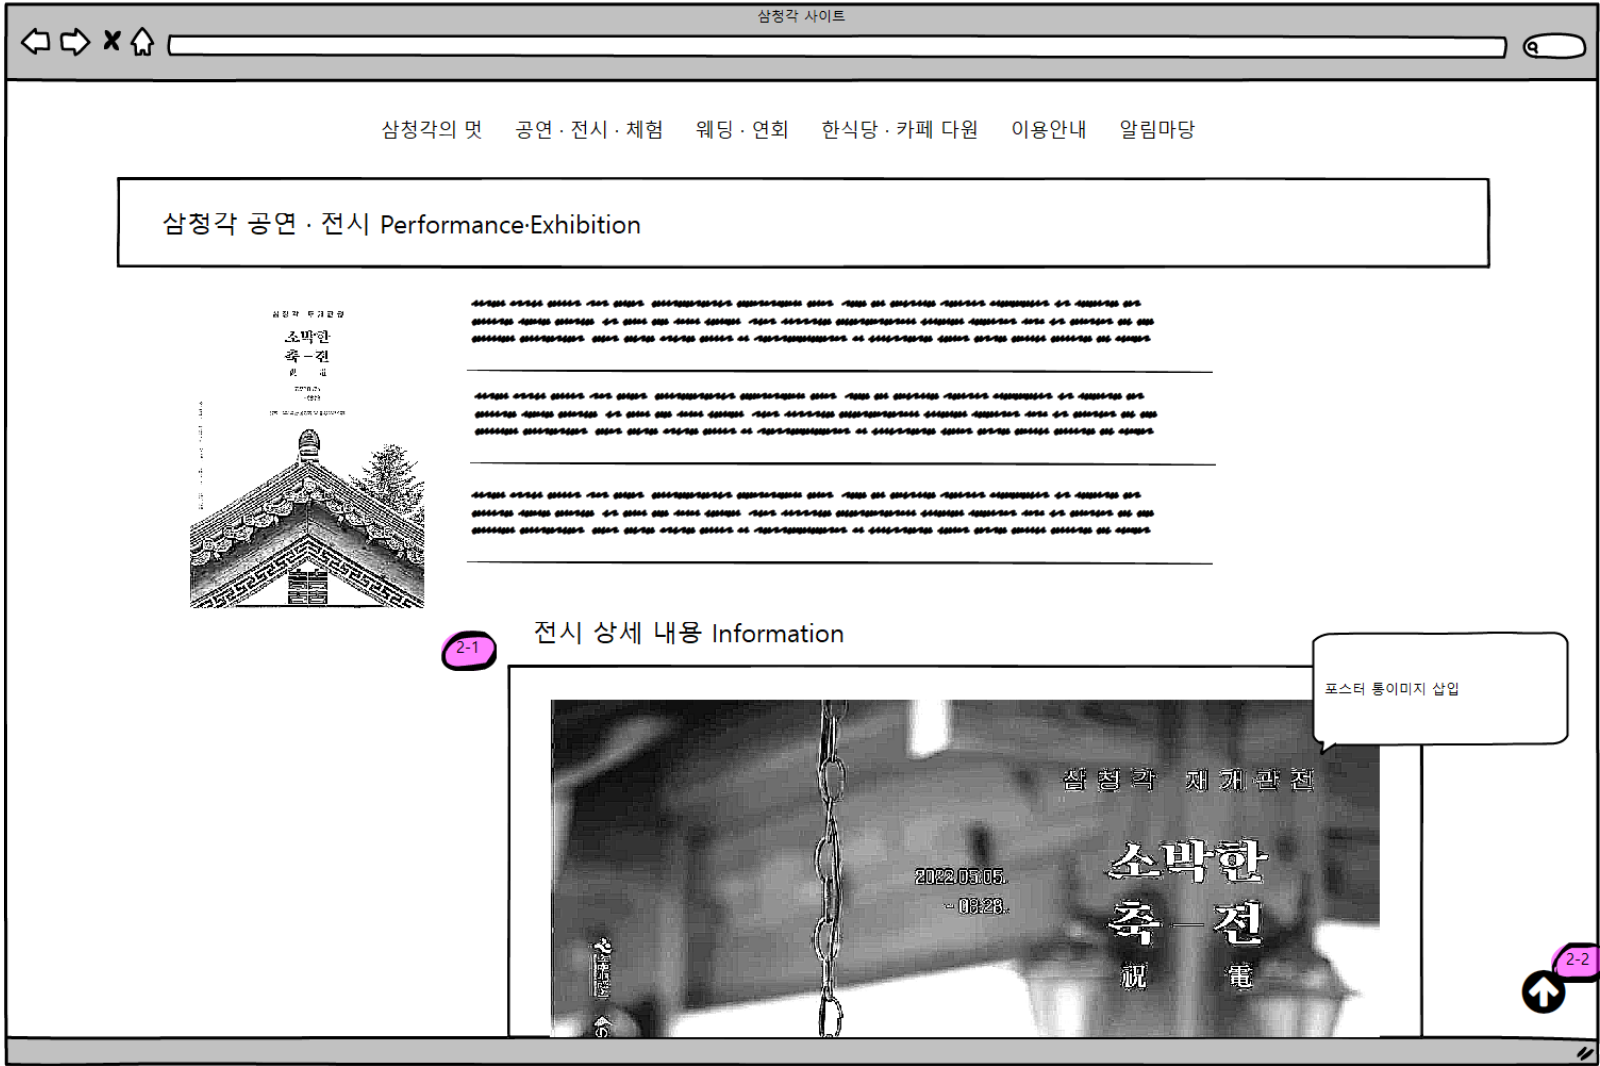 삼청각 사이트
삼청각의 멋 공연 · 전시 · 체험 웨딩 · 연회 한식당 · 카페 다원 이용안내 알림마당
삼청각 공연 · 전시 Performance·Exhibition
소박한
축 – 전
전시 상세 내용 Information
2-1
포스터 통이미지 삽입
삼청각 재개관전
소박한
축 — 전
祝 電
2022.05.05.
- 08.28.
2-2